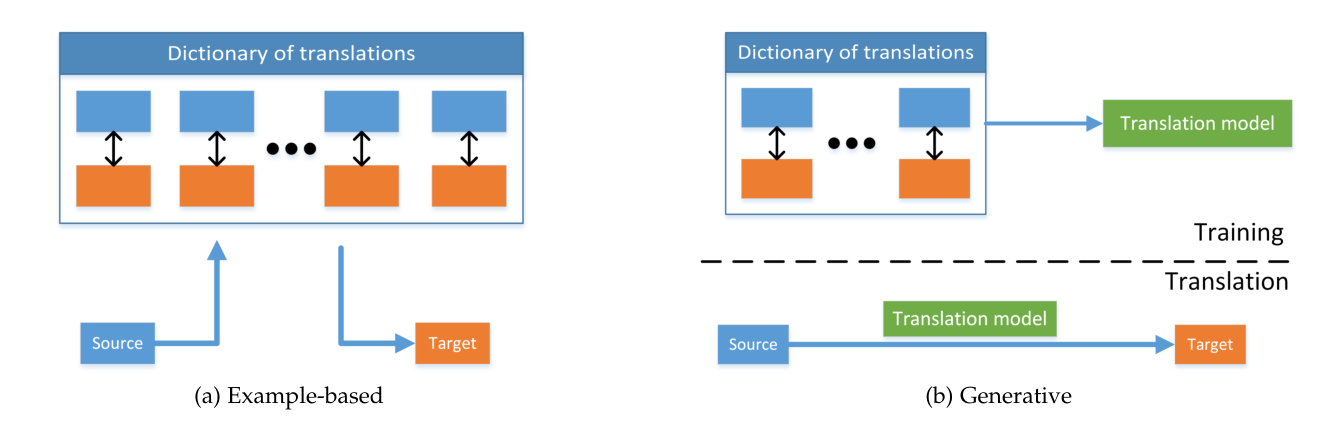 Dictionary of translations
Source
Target
(a) Example-based
Dictionary of translations
Translation model
Training
Translation
Translation model
Source
Target
(b) Generative